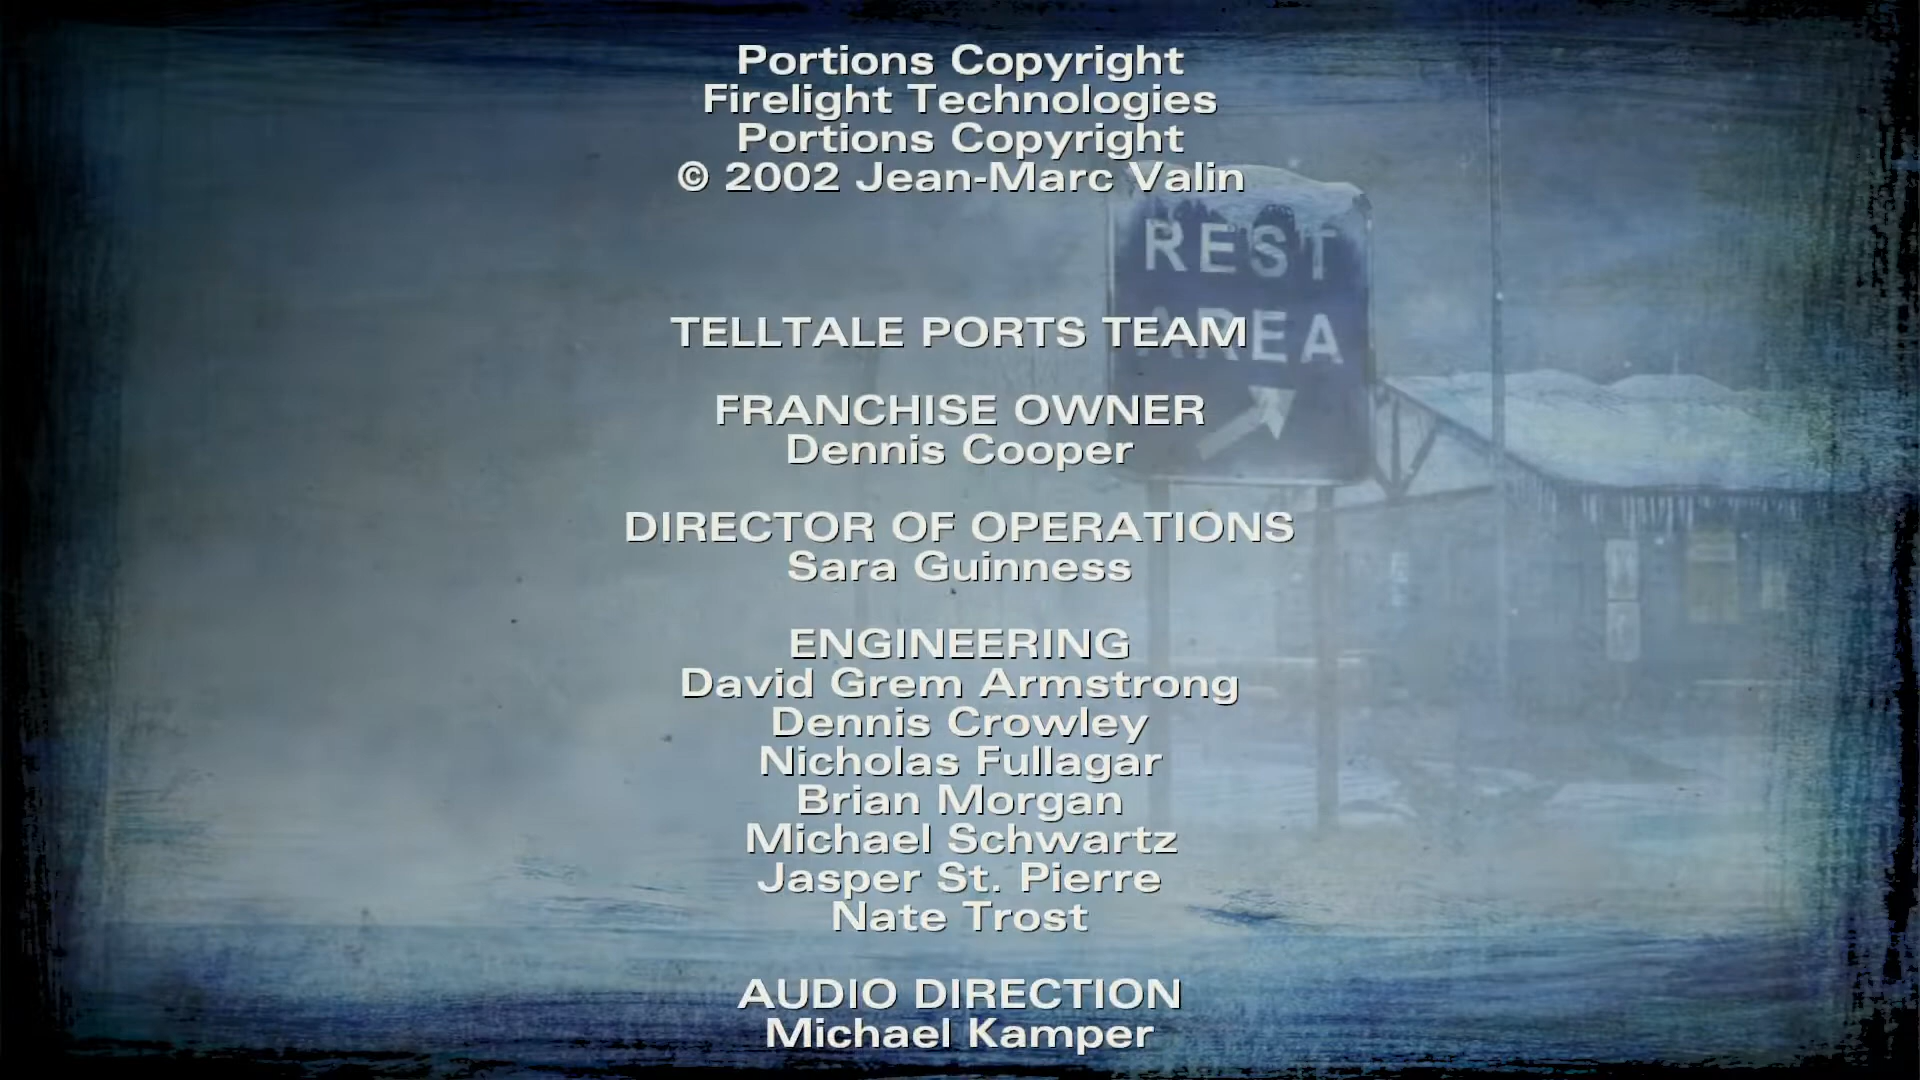 Portions Copyright
Firelight Technologies
Portions Copyright
© 2002 Jean-Marc Valin
REST
AREA
TELLTALE PORTS TEAM
FRANCHISE OWNER
Dennis Cooper
DIRECTOR OF OPERATIONS
Sara Guinness
ENGINEERING
David Grem Armstrong
Dennis Crowley
Nicholas Fullagar
Brian Morgan
Michael Schwartz
Jasper St. Pierre
Nate Trost
AUDIO DIRECTION
Michael Kamper